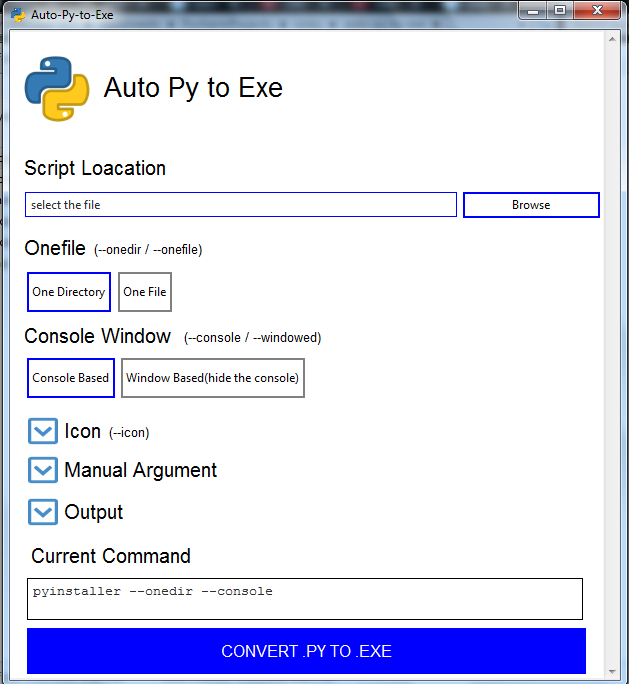 Auto-Py-to-Exe
Auto Py to Exe
Script Loacation
select the file
Browse
Onefile (--onedir / --onefile)
One Directory One File
Console Window (--console / --windowed)
Console Based Window Based(hide the console)
Icon (--icon)
Manual Argument
Output
Current Command
pyinstaller --onedir --console
CONVERT .PY TO .EXE